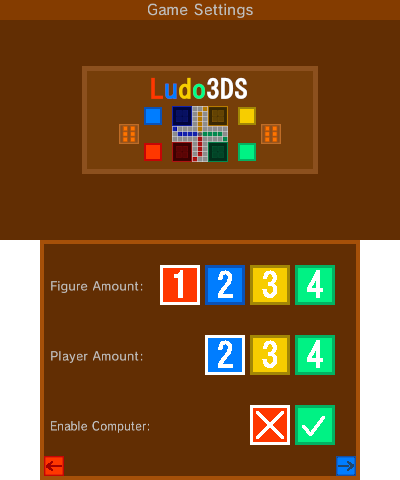 Game Settings
Ludo3DS
Figure Amount: 1 2 3 4
Player Amount: 2 3 4
Enable Computer: